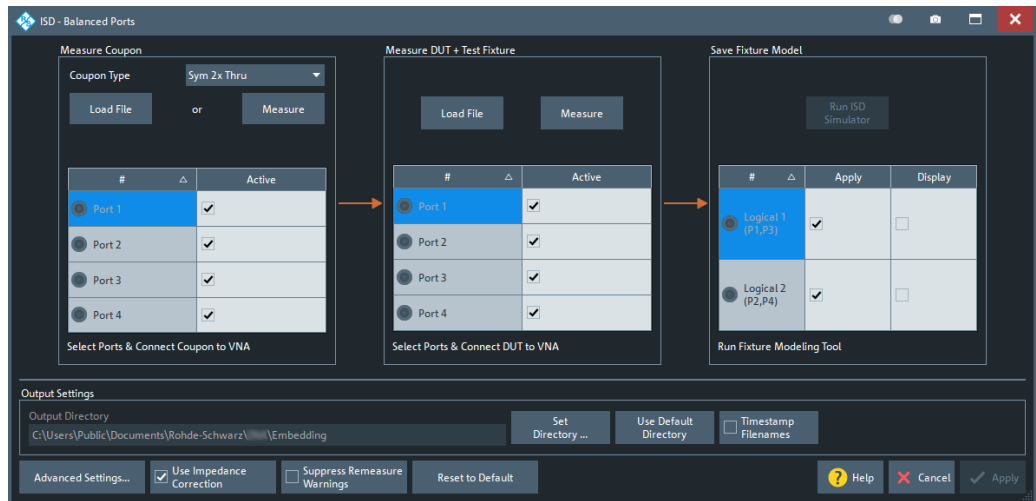 ISD - Balanced Ports
Measure Coupon
Coupon Type Sym 2x Thru
Load File or Measure
# Active
Port 1
Port 2
Port 3
Port 4
Select Ports & Connect Coupon to VNA
Measure DUT + Test Fixture
Load File Measure
# Active
Port 1
Port 2
Port 3
Port 4
Select Ports & Connect DUT to VNA
Save Fixture Model
Run ISD
Simulator
# Apply Display
Logical 1
(P1,P3)
Logical 2
(P2,P4)
Run Fixture Modeling Tool
Output Settings
Output Directory
C:\Users\Public\Documents\Rohde-Schwarz\ \Embedding
Set
Directory ...
Use Default
Directory
Timestamp
Filenames
Advanced Settings...
Use Impedance
Correction
Suppress Remeasure
Warnings
Reset to Default
? Help
Cancel
Apply